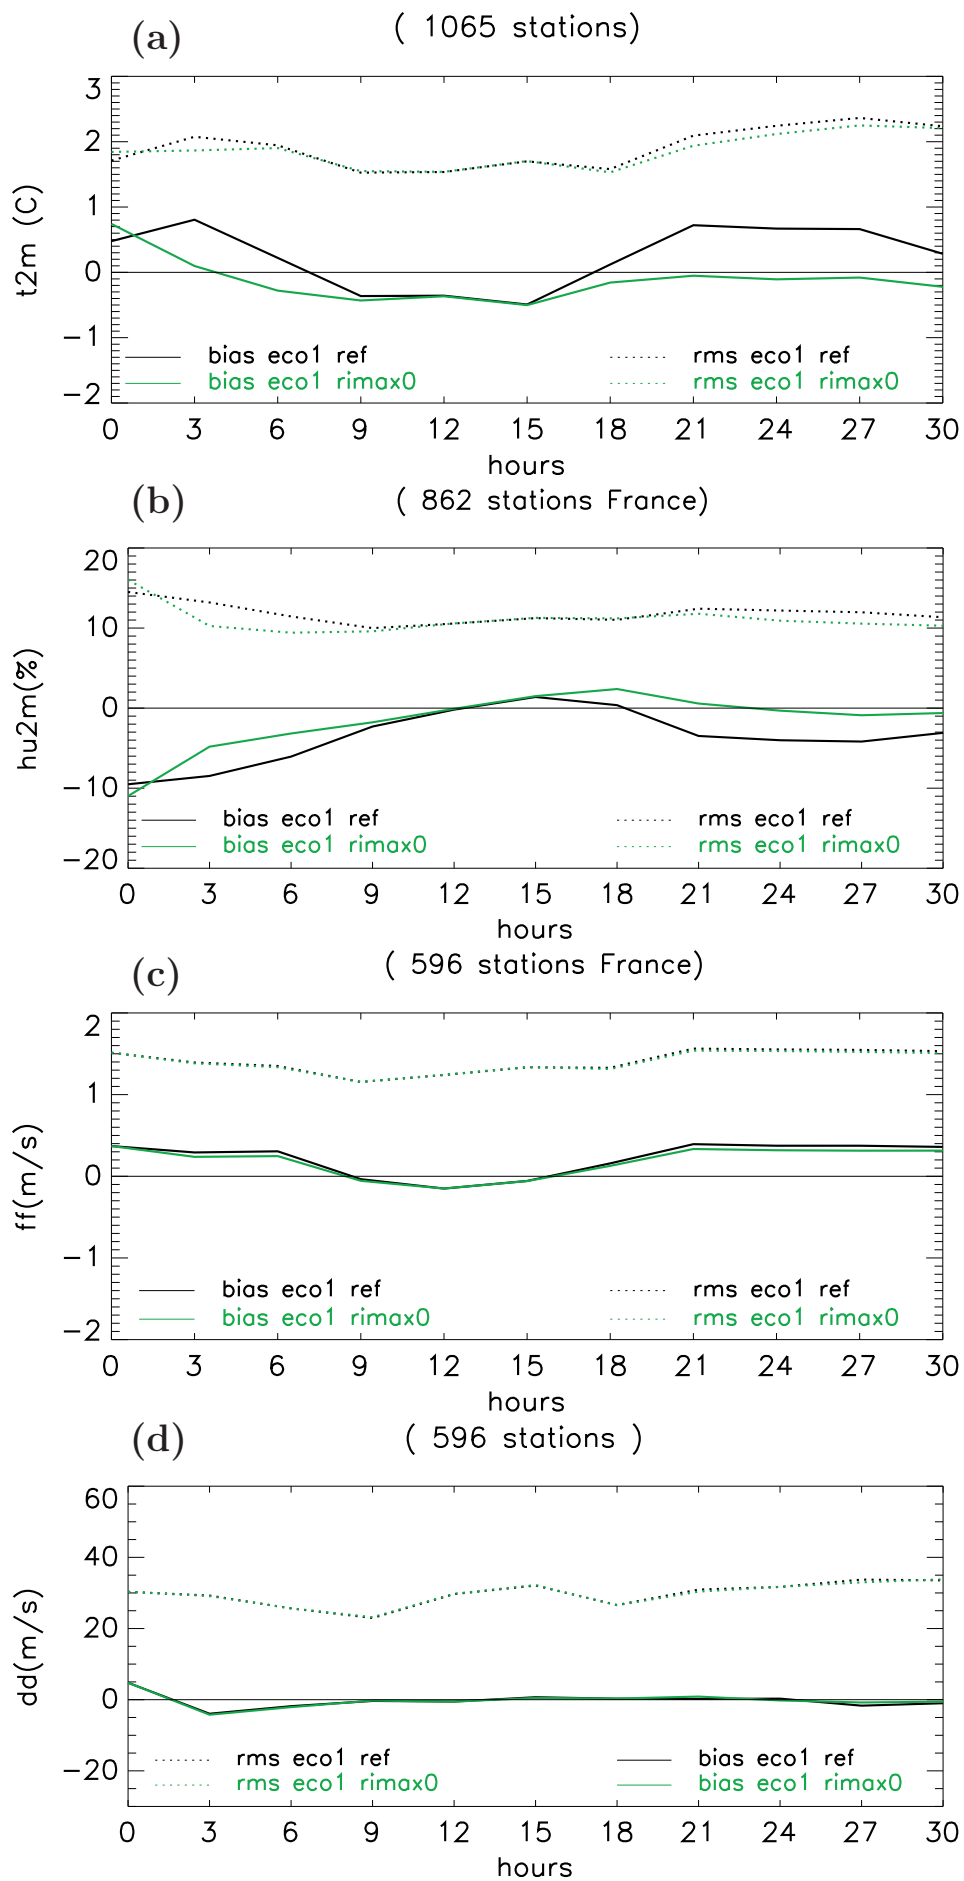 (a) ( 1065 stations)
3
2
1
0
−1
−2
t2m (C)
bias eco1 ref rms eco1 ref
bias eco1 rimax0 rms eco1 rimax0
0 3 6 9 12 15 18 21 24 27 30
hours
(b) ( 862 stations France)
20
10
0
−10
−20
hu2m(%)
bias eco1 ref rms eco1 ref
bias eco1 rimax0 rms eco1 rimax0
0 3 6 9 12 15 18 21 24 27 30
hours
(c) ( 596 stations France)
2
1
0
−1
−2
ff(m/s)
bias eco1 ref rms eco1 ref
bias eco1 rimax0 rms eco1 rimax0
0 3 6 9 12 15 18 21 24 27 30
hours
(d) ( 596 stations )
60
40
20
0
−20
dd(m/s)
rms eco1 ref bias eco1 ref
rms eco1 rimax0 bias eco1 rimax0
0 3 6 9 12 15 18 21 24 27 30
hours